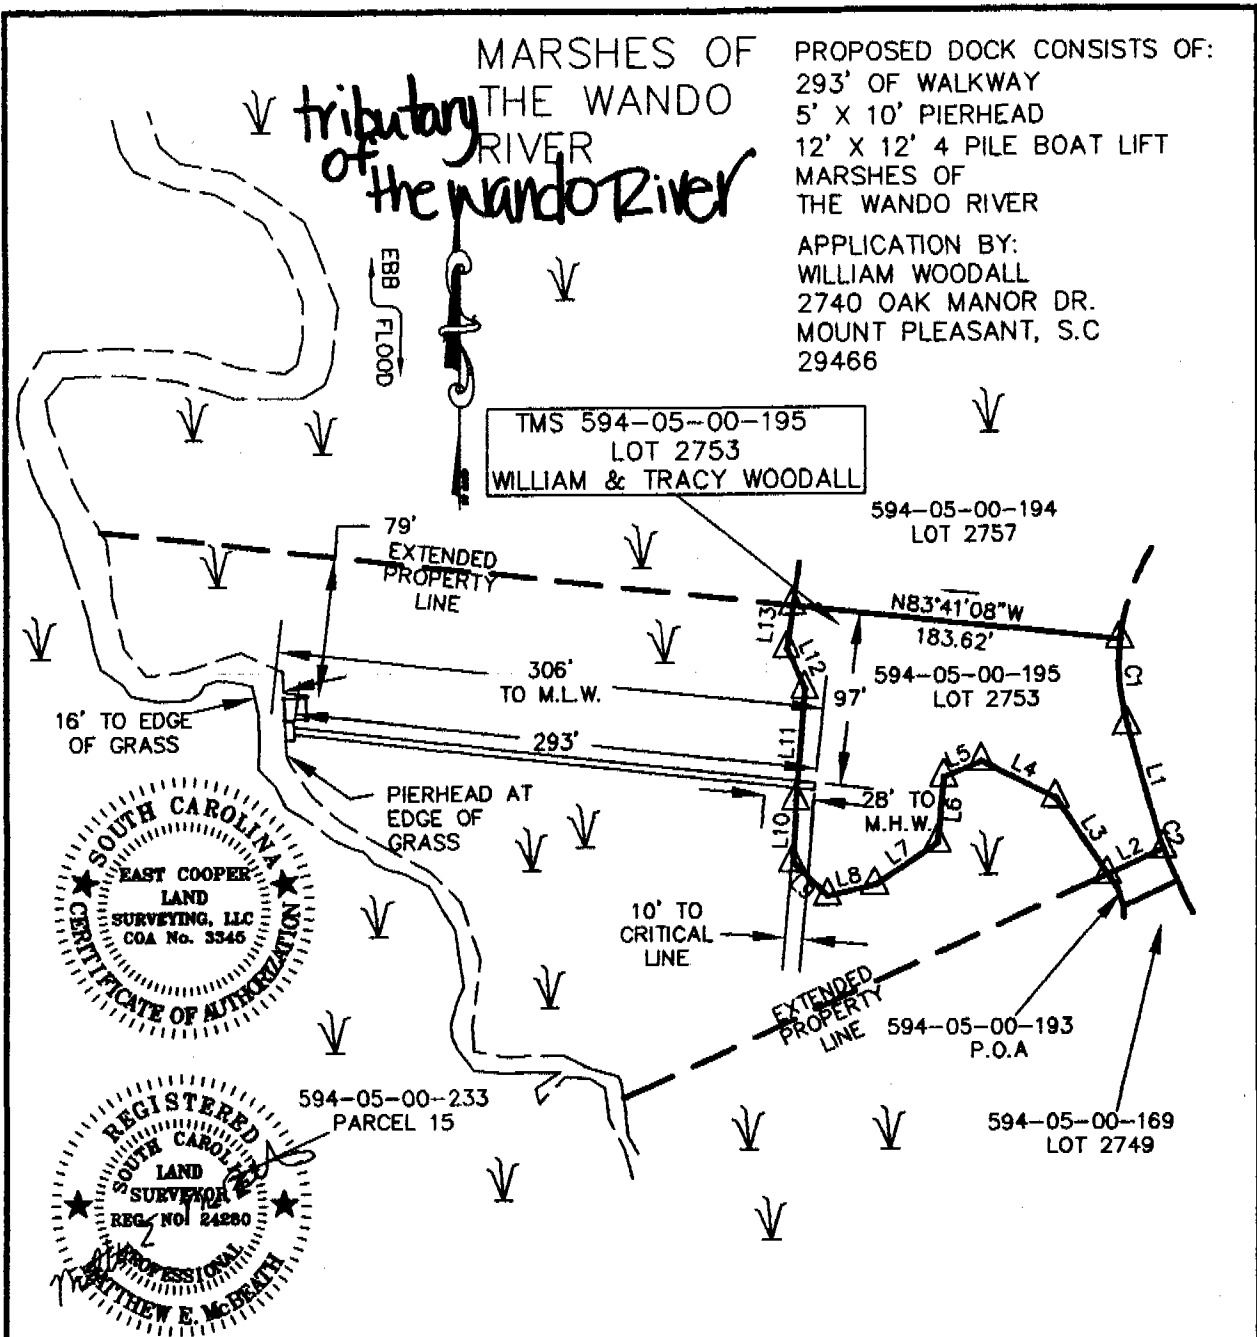 MARSHES OF
THE WANDO
RIVER
tributary
of
the Wando River
PROPOSED DOCK CONSISTS OF:
293' OF WALKWAY
5' X 10' PIERHEAD
12' X 12' 4 PILE BOAT LIFT
MARSHES OF
THE WANDO RIVER
APPLICATION BY:
WILLIAM WOODALL
2740 OAK MANOR DR.
MOUNT PLEASANT, S.C
29466
EBB
FLOOD
TMS 594-05-00-195
LOT 2753
WILLIAM & TRACY WOODALL
594-05-00-194
LOT 2757
79'
EXTENDED
PROPERTY
LINE
N83°41'08"W
183.62'
L13
L12
C1
306'
TO M.L.W.
97'
594-05-00-195
LOT 2753
16' TO EDGE
OF GRASS
293'
L11
L5
L4
L1
PIERHEAD AT
EDGE OF
GRASS
28' TO
M.H.W.
L6
L10
L3
C2
L2
L7
L8
L9
10' TO
CRITICAL
LINE
EXTENDED
PROPERTY
LINE
594-05-00-193
P.O.A
594-05-00-169
LOT 2749
594-05-00-233
PARCEL 15
SOUTH CAROLINA
EAST COOPER
LAND
SURVEYING, LLC
COA No. 3345
CERTIFICATE OF AUTHORIZATION
REGISTERED
SOUTH CAROLINA
LAND
SURVEYOR
REG. NO. 24260
PROFESSIONAL
MATTHEW E. McBEATH